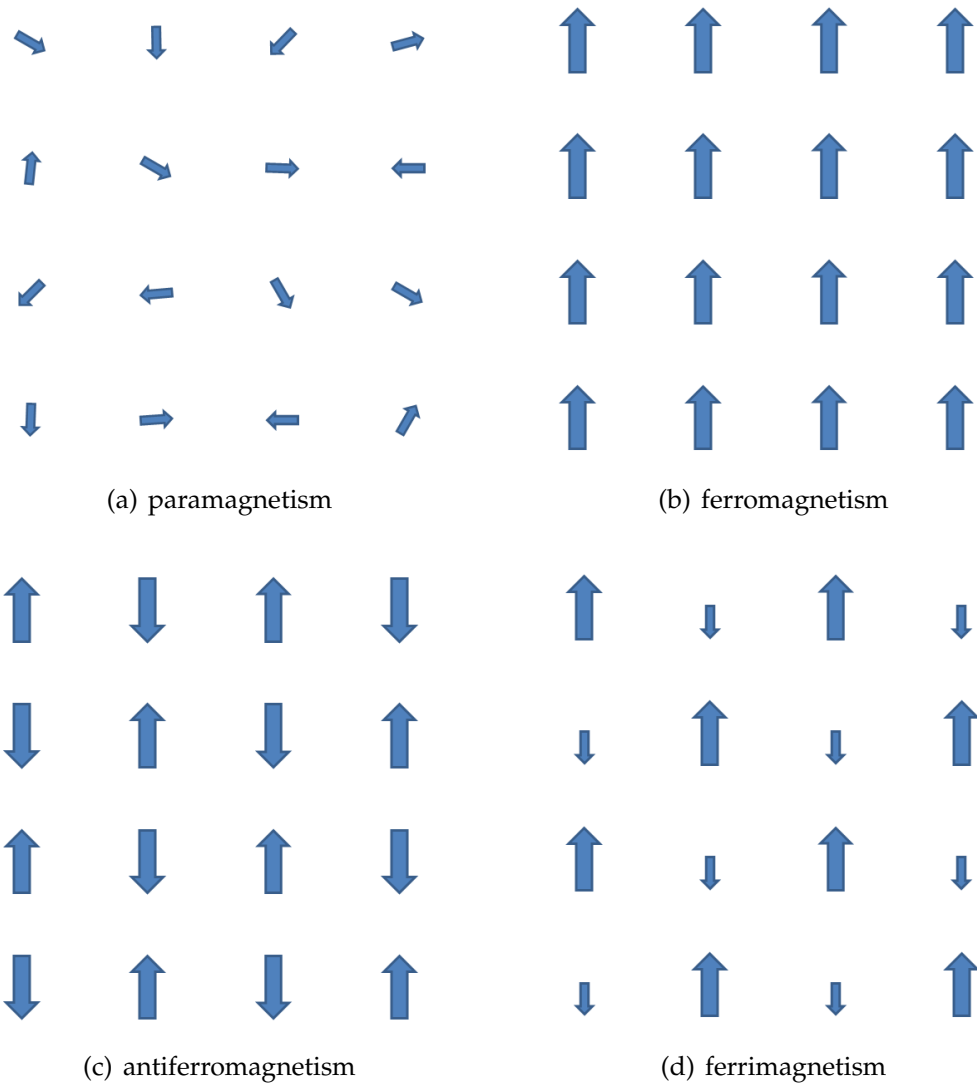 (a) paramagnetism
(b) ferromagnetism
(c) antiferromagnetism
(d) ferrimagnetism